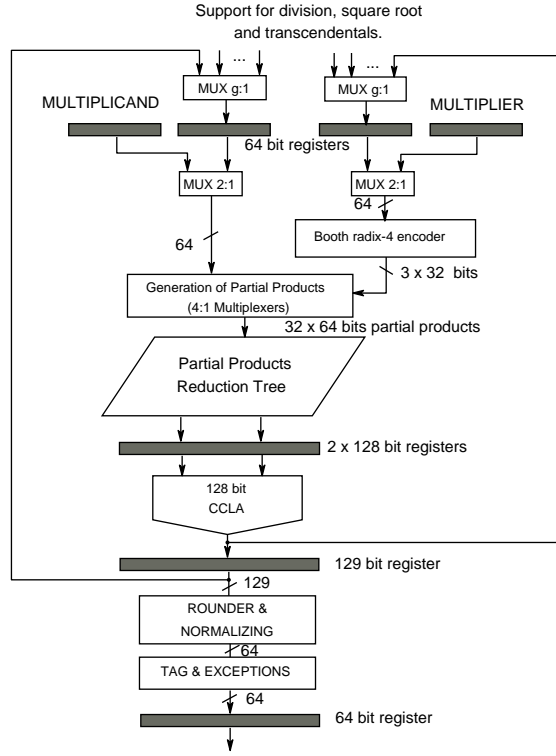 Support for division, square root
and transcendentals.
... ...
MUX g:1 MUX g:1
MULTIPLICAND MULTIPLIER
64 bit registers
MUX 2:1 MUX 2:1
64
Booth radix-4 encoder
64
3 x 32 bits
Generation of Partial Products
(4:1 Multiplexers)
32 x 64 bits partial products
Partial Products
Reduction Tree
2 x 128 bit registers
128 bit
CCLA
129 bit register
129
ROUNDER &
NORMALIZING
64
TAG & EXCEPTIONS
64
64 bit register